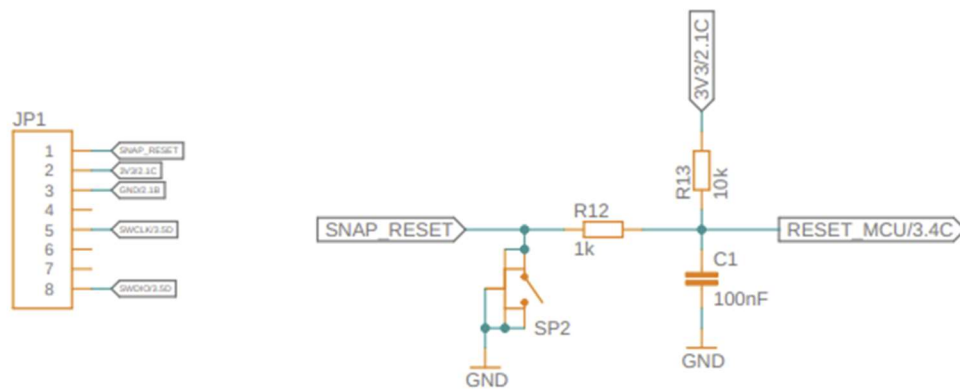 JP1
1 SNAP_RESET
2 3V3/2.1C
3 GND/2.1B
4
5 SWCLK/3.5D
6
7
8 SWDIO/3.5D
3V3/2.1C
R13
10k
SNAP_RESET
R12
1k
RESET_MCU/3.4C
C1
100nF
SP2
GND
GND